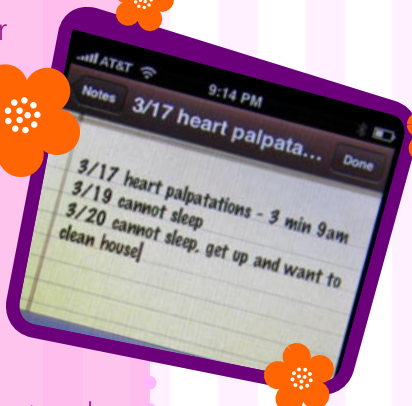 r
AT&T 9:14 PM
Notes 3/17 heart palpata... Done
3/17 heart palpatations - 3 min 9am
3/19 cannot sleep
3/20 cannot sleep, get up and want to
clean house